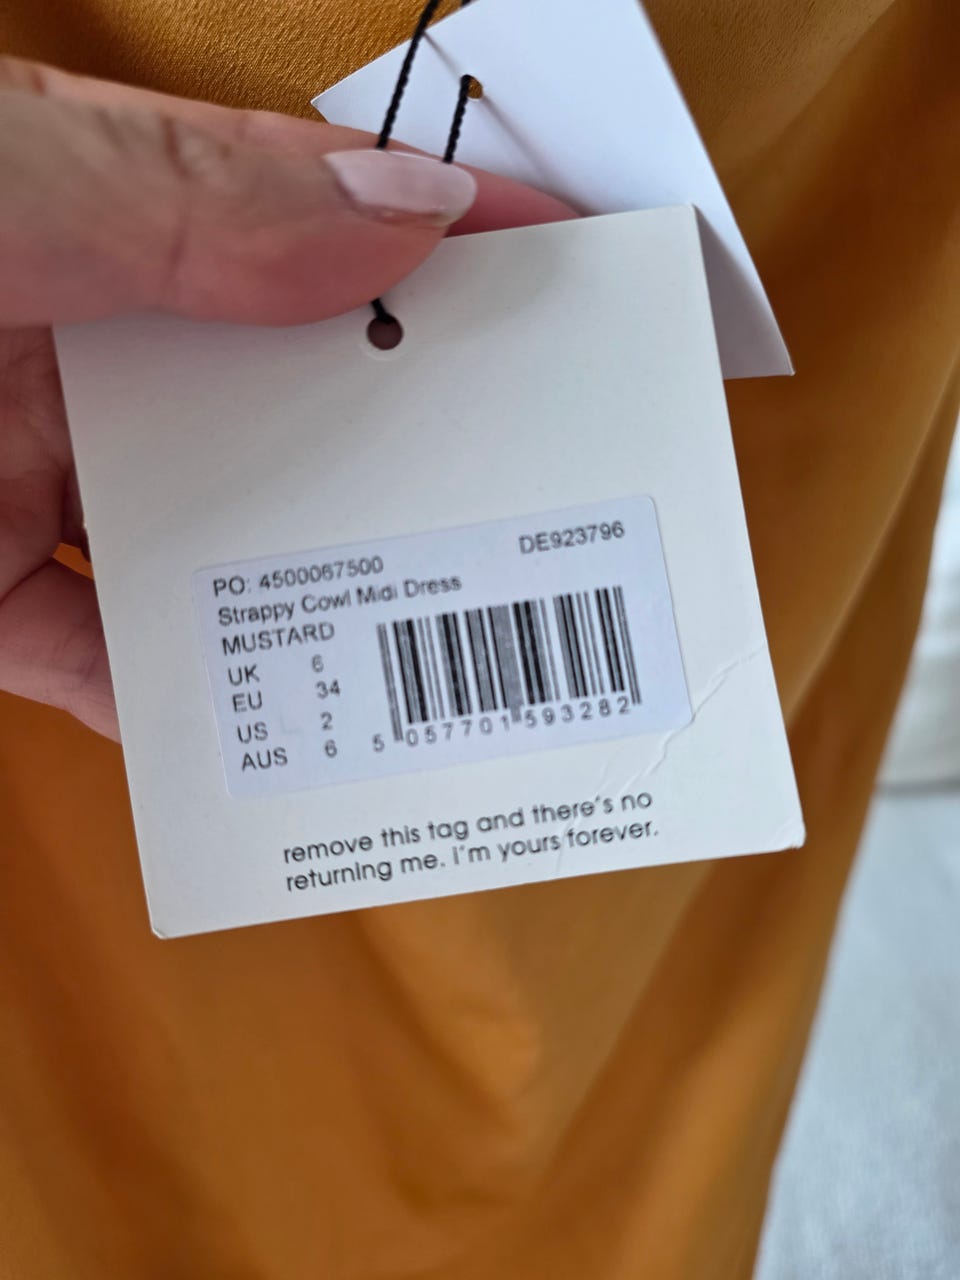 PO: 4500067500 DE923796
Strappy Cowl Midi Dress
MUSTARD
UK 6
EU 34
US 2
AUS 6
5 057701 593282
remove this tag and there's no
returning me. i'm yours forever.